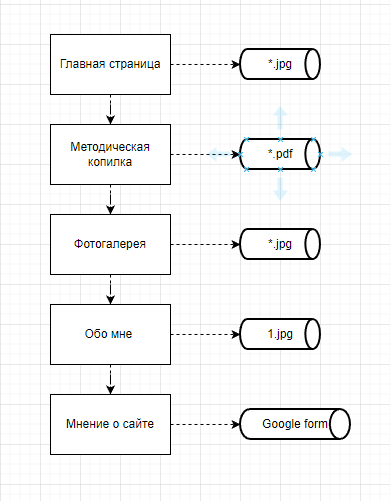 Главная страница
*.jpg
Методическая
копилка
*.pdf
Фотогалерея
*.jpg
Обо мне
1.jpg
Мнение о сайте
Google form